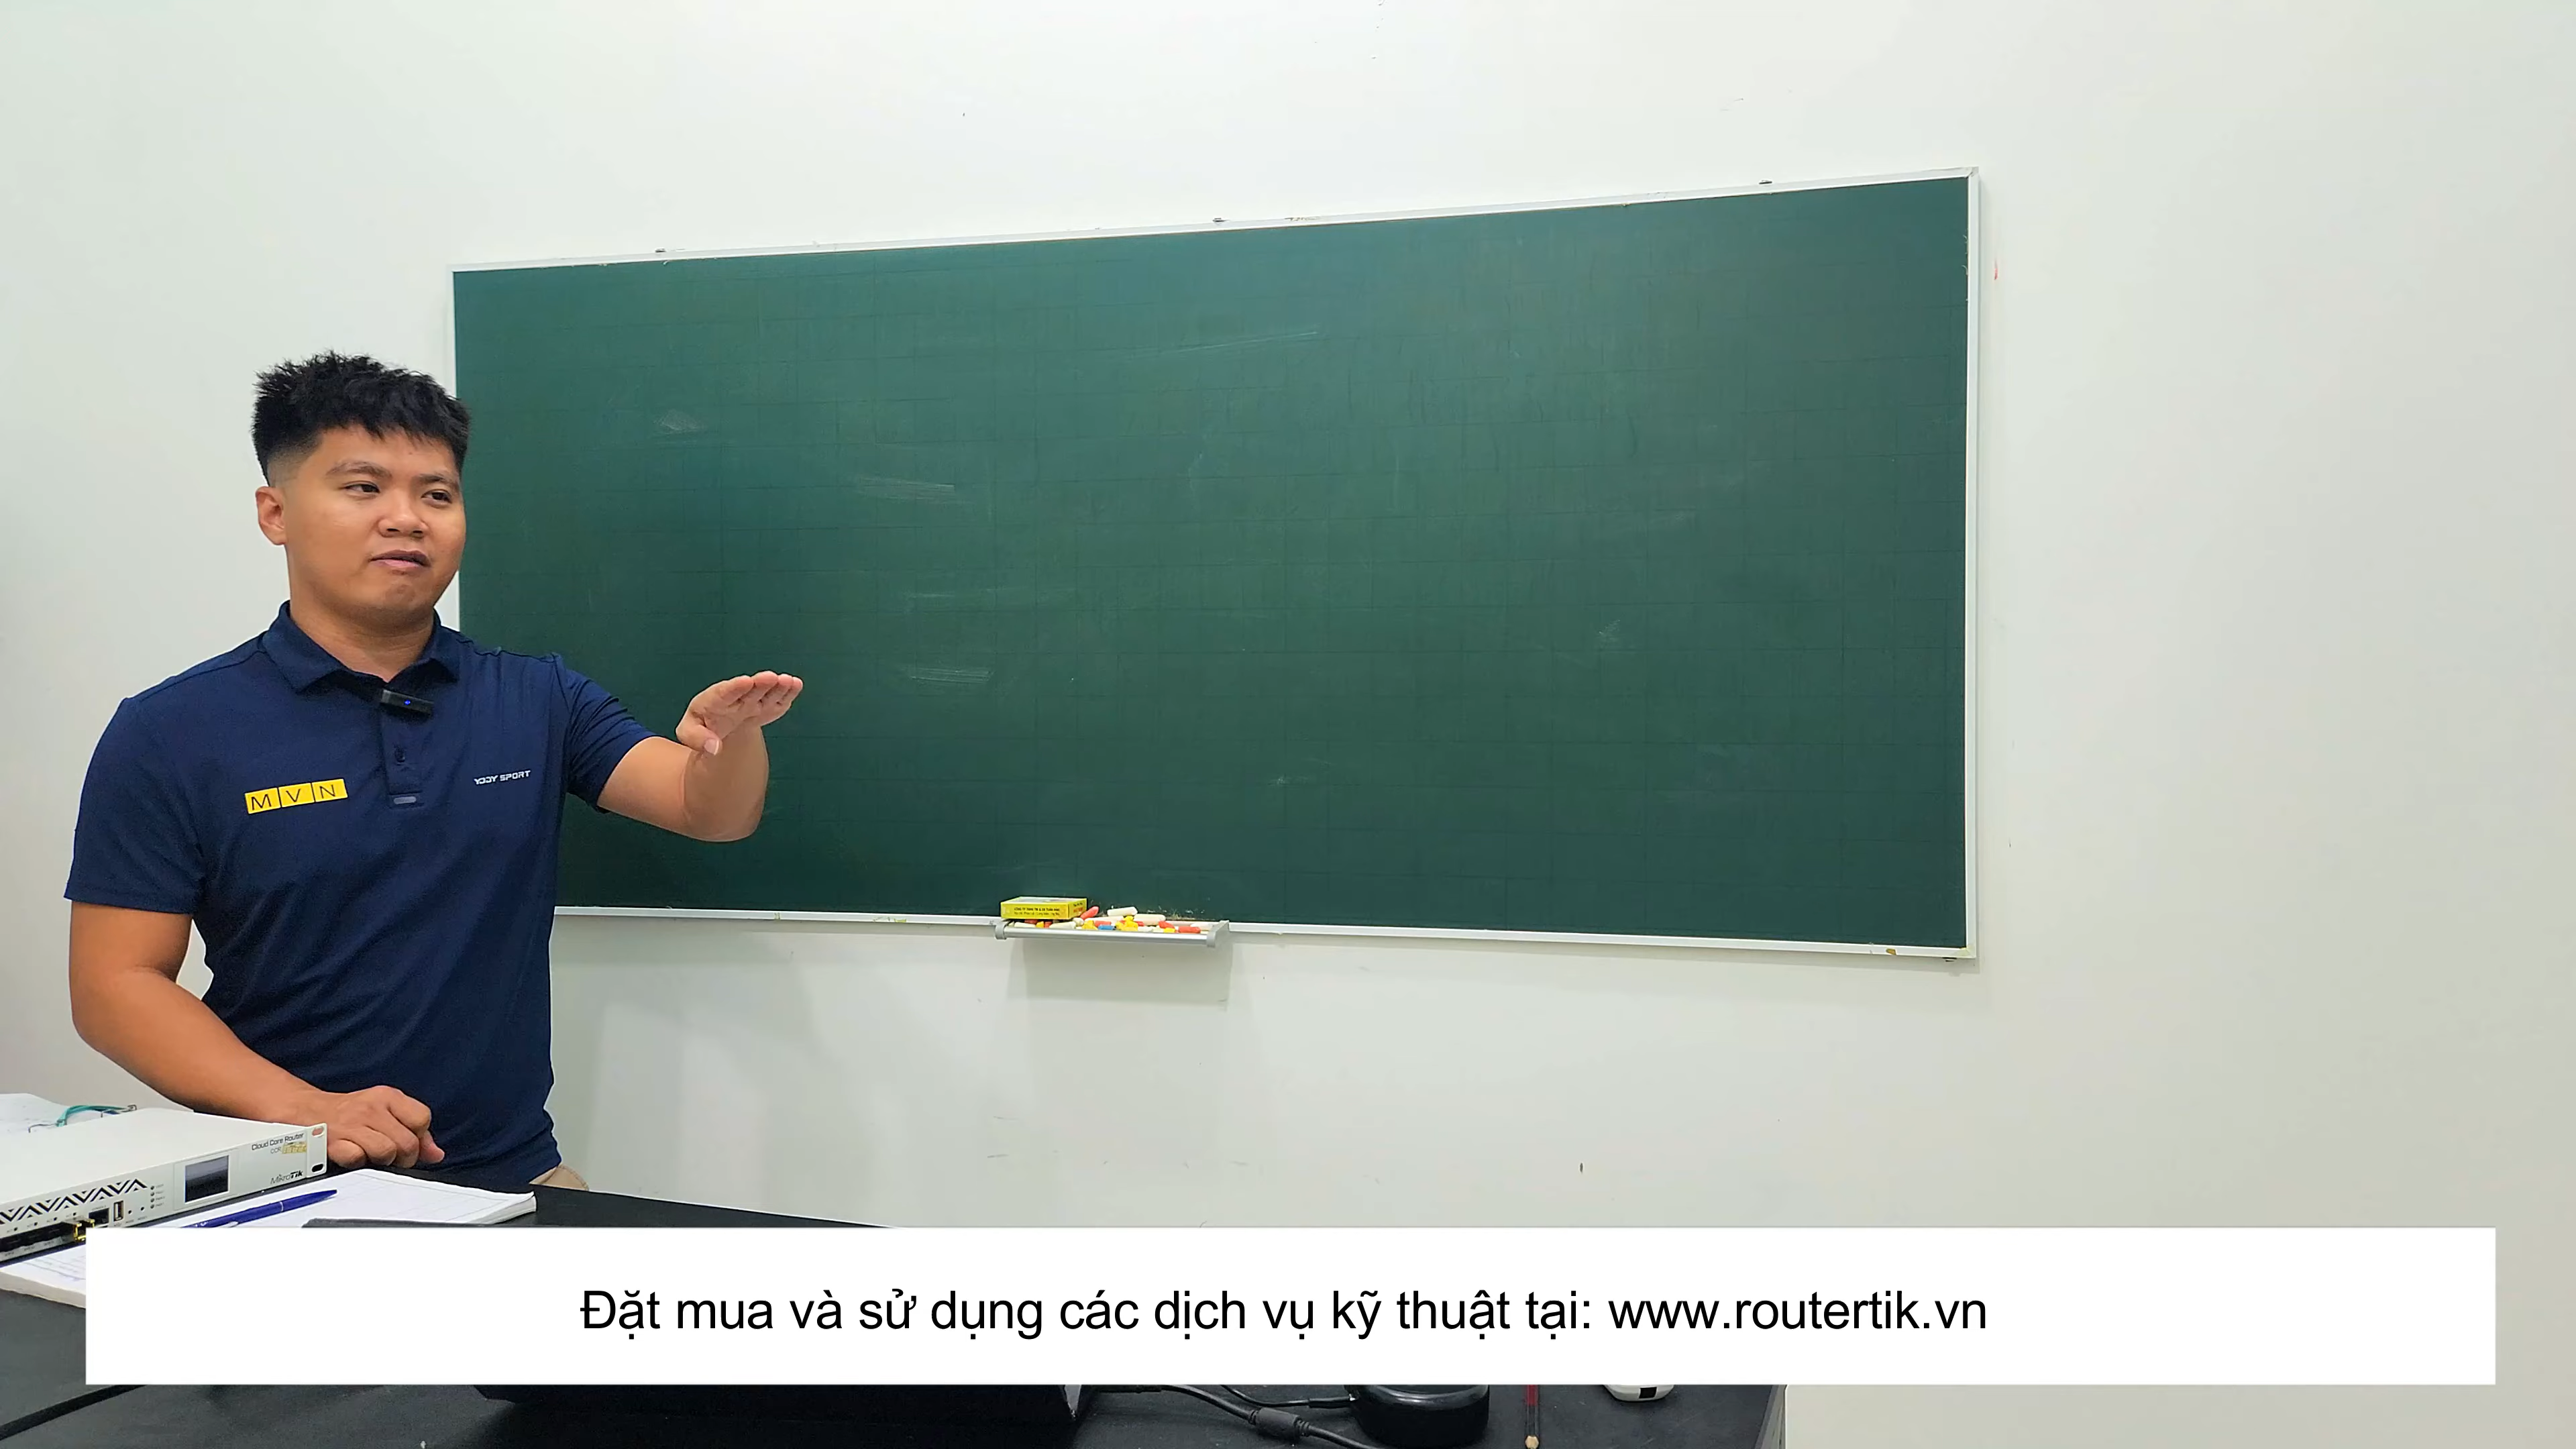 MVN
YODY SPORT
Cloud Core Router
MikroTik
Đặt mua và sử dụng các dịch vụ kỹ thuật tại: www.routertik.vn